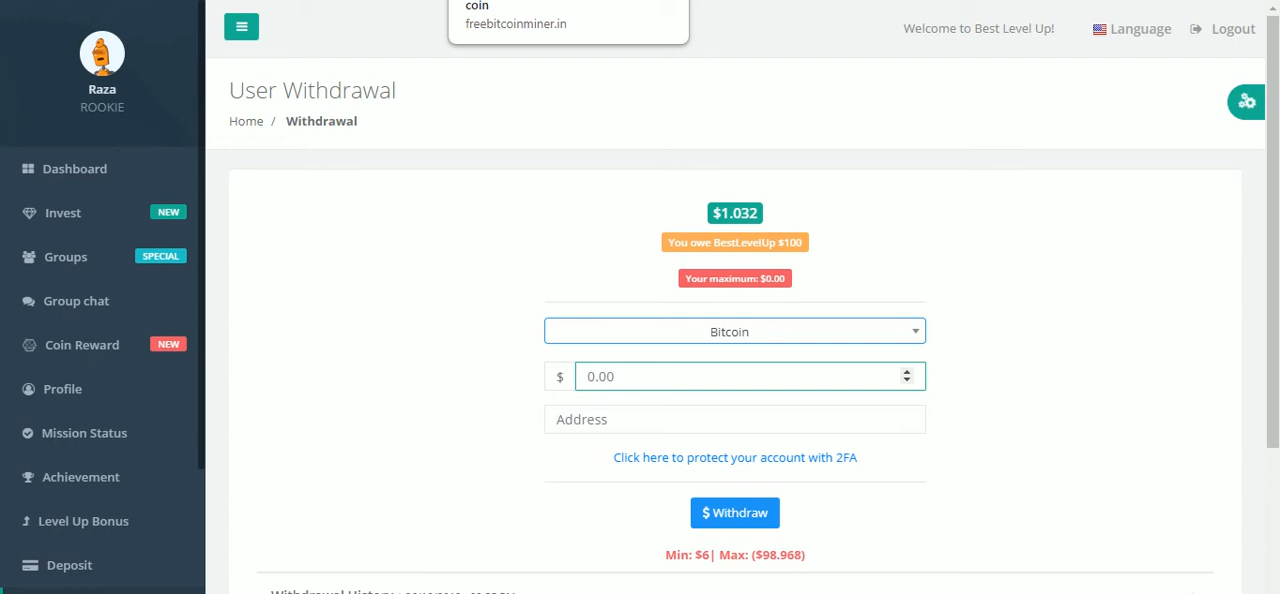 coin
freebitcoinminer.in
Welcome to Best Level Up!
Language
Logout
Raza
ROOKIE
User Withdrawal
Home / Withdrawal
Dashboard
Invest NEW
Groups SPECIAL
Group chat
Coin Reward NEW
Profile
Mission Status
Achievement
Level Up Bonus
Deposit
$1.032
You owe BestLevelUp $100
Your maximum: $0.00
Bitcoin
$ 0.00
Address
Click here to protect your account with 2FA
$ Withdraw
Min: $6| Max: ($98.968)
Withdrawal History